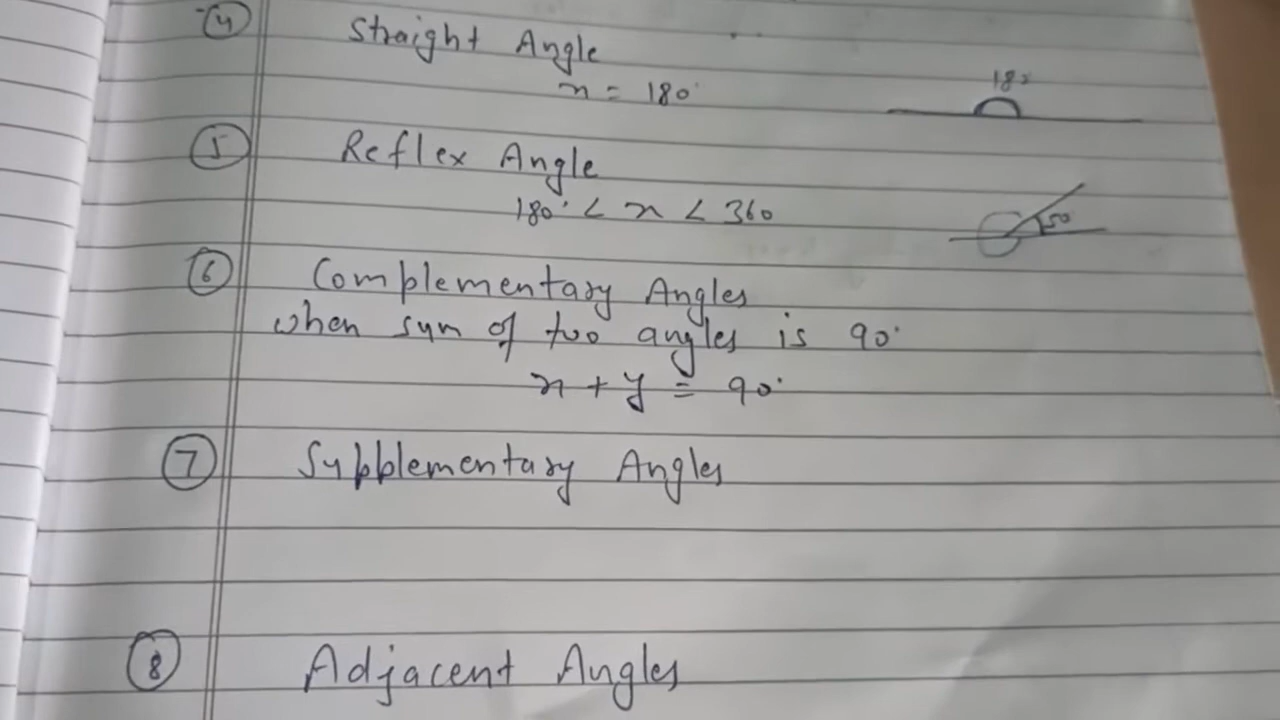 4 Straight Angle
x = 180°
180
5 Reflex Angle
180° < x < 360
50
6 Complementary Angles
when sum of two angles is 90°
x + y = 90°
7 Supplementary Angles
8 Adjacent Angles